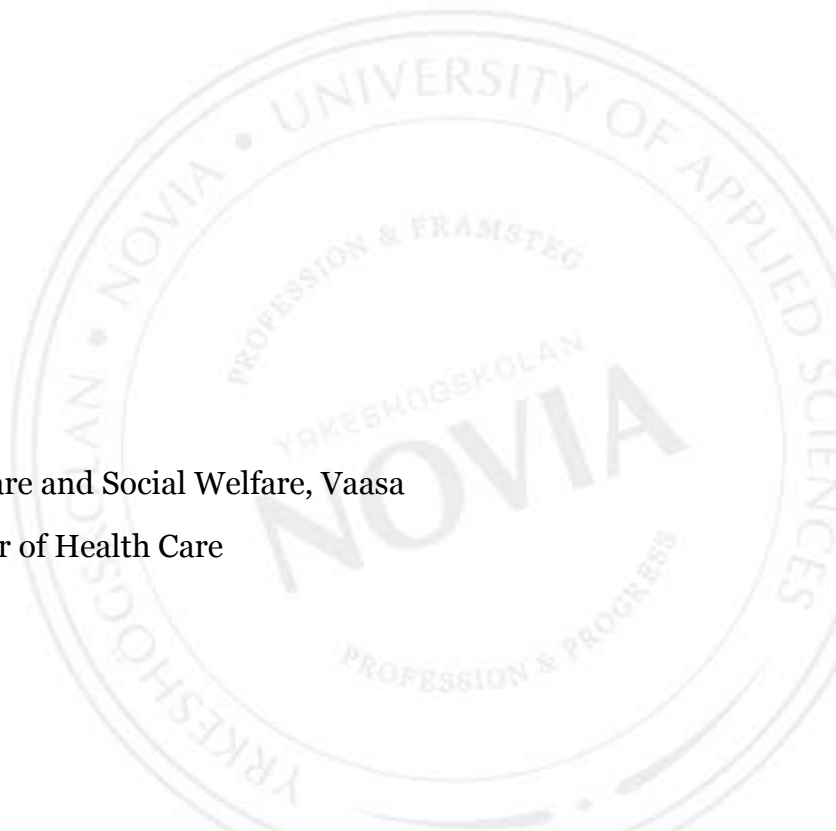 YRKESHÖGSKOLAN • NOVIA • UNIVERSITY OF APPLIED SCIENCES
PROFESSION & FRAMSTEG
YRKESHÖGSKOLAN
NOVIA
are and Social Welfare, Vaasa
r of Health Care
PROFESSION & PROGRESS